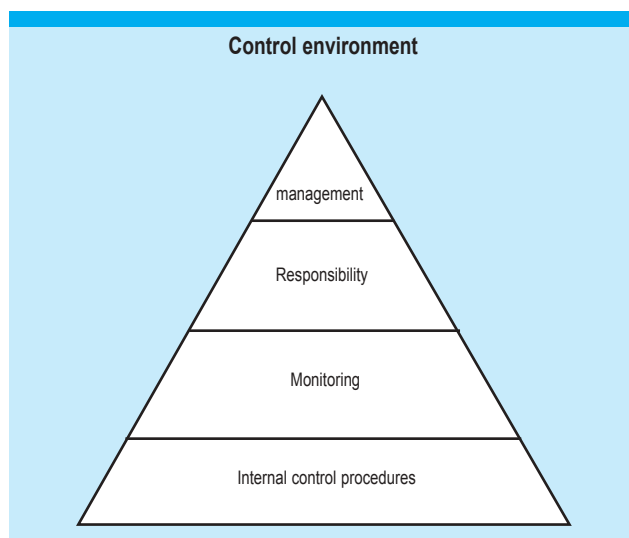 Control environment
management
Responsibility
Monitoring
Internal control procedures